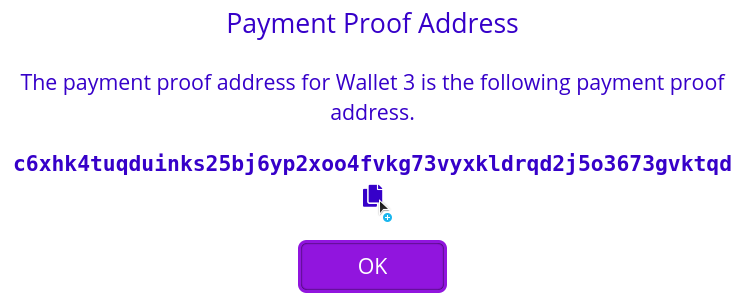 Payment Proof Address
The payment proof address for Wallet 3 is the following payment proof
address.
c6xhk4tuqduinks25bj6yp2xoo4fvkg73vyxkldrqd2j5o3673gvktqd
OK